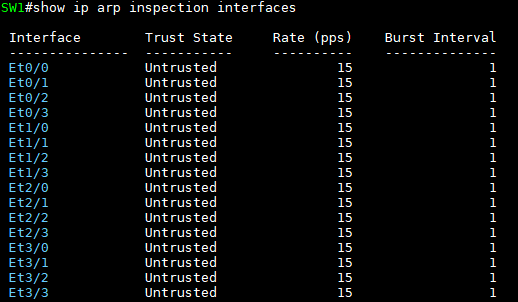 SW1#show ip arp inspection interfaces
Interface Trust State Rate (pps) Burst Interval
--------------- ----------- ---------- --------------
Et0/0 Untrusted 15 1
Et0/1 Untrusted 15 1
Et0/2 Untrusted 15 1
Et0/3 Untrusted 15 1
Et1/0 Untrusted 15 1
Et1/1 Untrusted 15 1
Et1/2 Untrusted 15 1
Et1/3 Untrusted 15 1
Et2/0 Untrusted 15 1
Et2/1 Untrusted 15 1
Et2/2 Untrusted 15 1
Et2/3 Untrusted 15 1
Et3/0 Untrusted 15 1
Et3/1 Untrusted 15 1
Et3/2 Untrusted 15 1
Et3/3 Untrusted 15 1